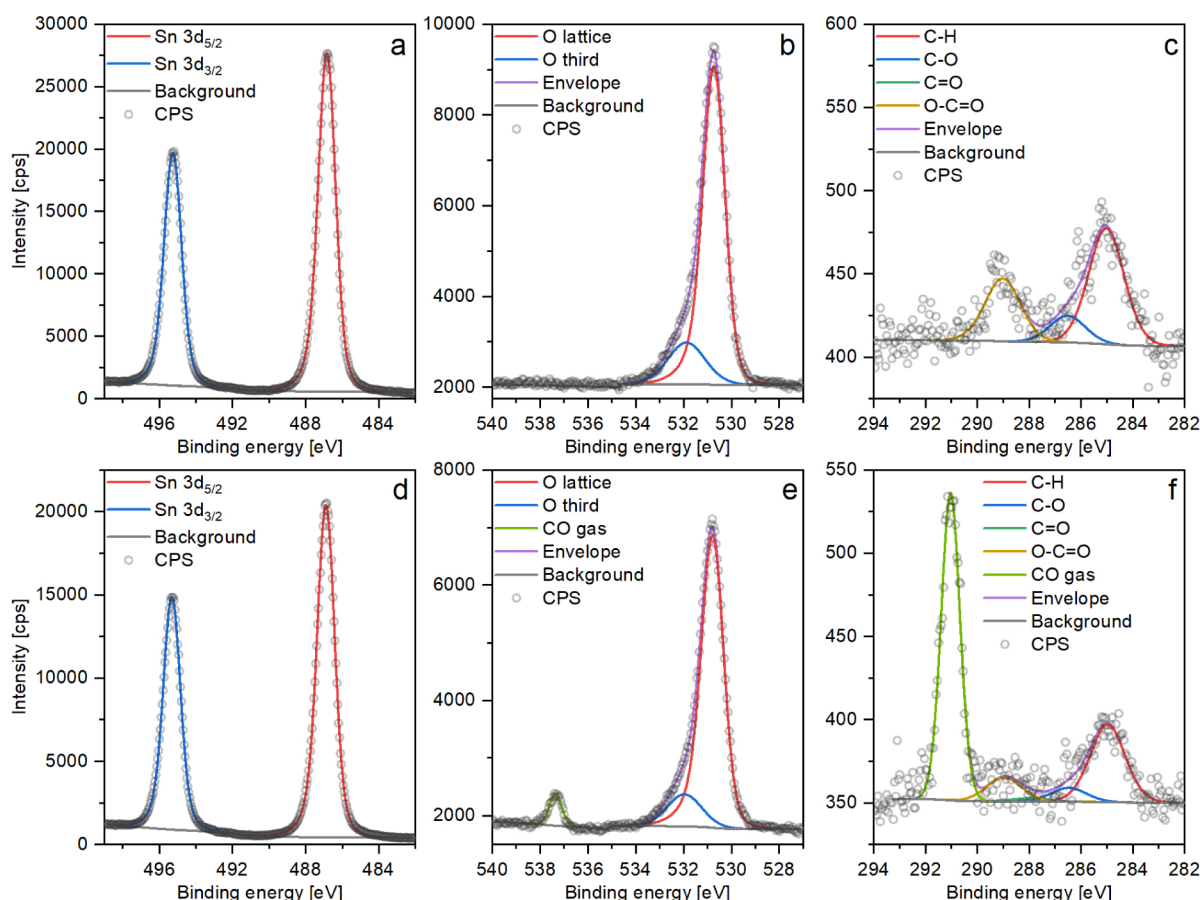 a
Sn 3d5/2
Sn 3d3/2
Background
CPS
30000
25000
20000
15000
10000
5000
0
Intensity [cps]
496 492 488 484
Binding energy [eV]
b
O lattice
O third
Envelope
Background
CPS
10000
8000
6000
4000
2000
540 538 536 534 532 530 528
Binding energy [eV]
c
C-H
C-O
C=O
O-C=O
Envelope
Background
CPS
600
550
500
450
400
294 292 290 288 286 284 282
Binding energy [eV]
d
Sn 3d5/2
Sn 3d3/2
Background
CPS
20000
15000
10000
5000
0
Intensity [cps]
496 492 488 484
Binding energy [eV]
e
O lattice
O third
CO gas
Envelope
Background
CPS
8000
6000
4000
2000
540 538 536 534 532 530 528
Binding energy [eV]
f
C-H
C-O
C=O
O-C=O
CO gas
Envelope
Background
CPS
550
500
450
400
350
294 292 290 288 286 284 282
Binding energy [eV]